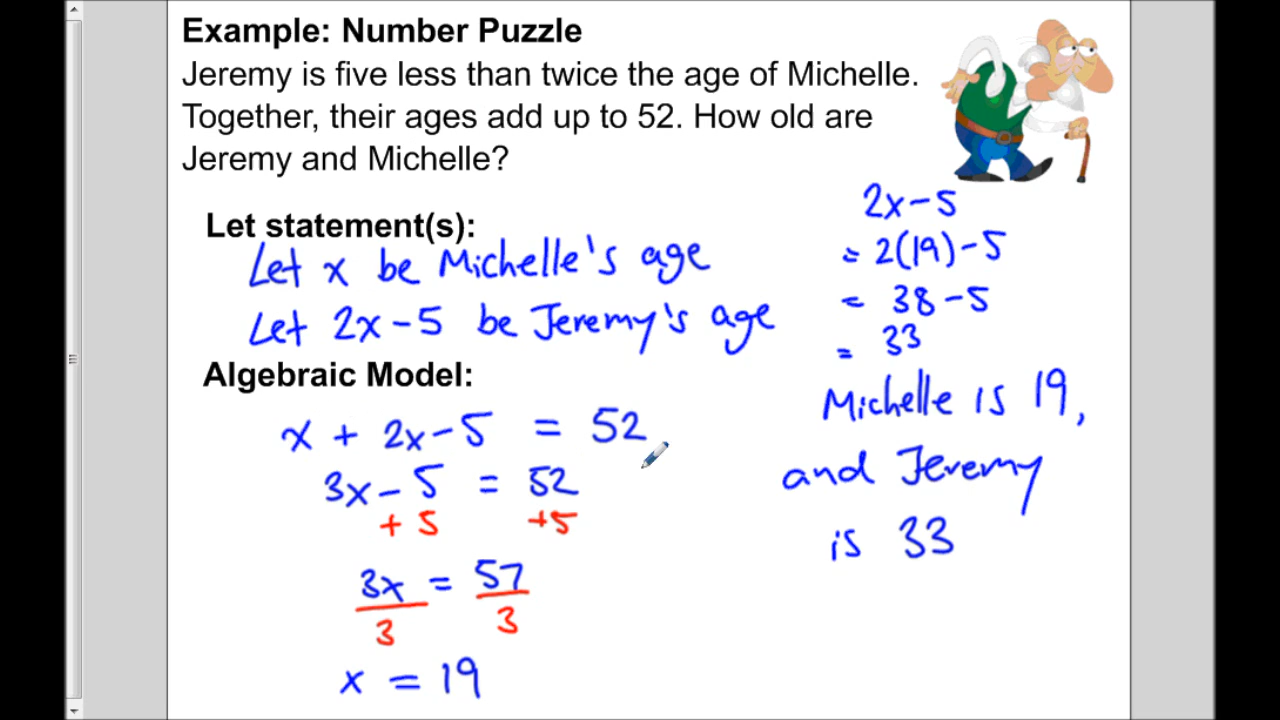 Example: Number Puzzle
Jeremy is five less than twice the age of Michelle.
Together, their ages add up to 52. How old are
Jeremy and Michelle?
Let statement(s):
Let x be Michelle's age
Let 2x - 5 be Jeremy's age
Algebraic Model:
x + 2x - 5 = 52
3x - 5 = 52
+ 5 +5
3x = 57
3 3
x = 19
2x - 5
= 2(19) - 5
= 38 - 5
= 33
Michelle is 19,
and Jeremy
is 33